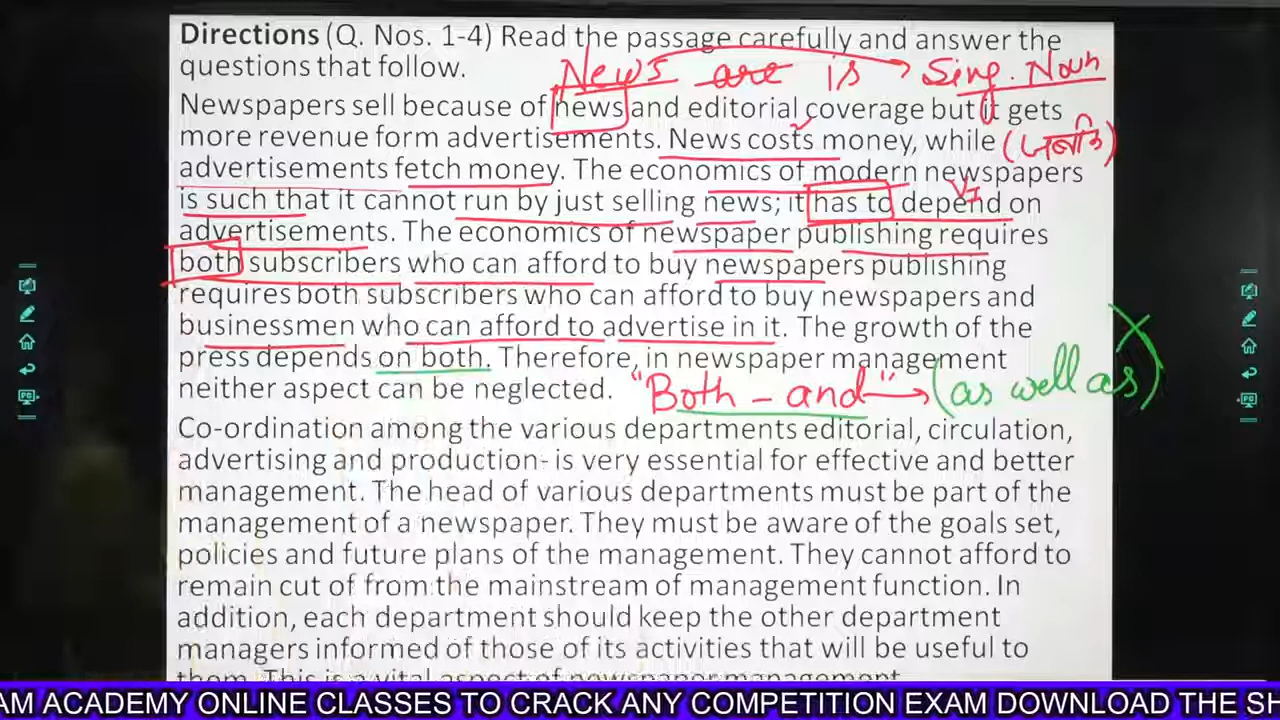 Directions (Q. Nos. 1-4) Read the passage carefully and answer the
questions that follow.
News are is → Sing. Noun
Newspapers sell because of news and editorial coverage but it gets
more revenue form advertisements. News costs money, while
advertisements fetch money. The economics of modern newspapers
V1
is such that it cannot run by just selling news; it has to depend on
advertisements. The economics of newspaper publishing requires
both subscribers who can afford to buy newspapers publishing
requires both subscribers who can afford to buy newspapers and
businessmen who can afford to advertise in it. The growth of the
press depends on both. Therefore, in newspaper management
neither aspect can be neglected.
"Both - and" → (as well as)
Co-ordination among the various departments editorial, circulation,
advertising and production- is very essential for effective and better
management. The head of various departments must be part of the
management of a newspaper. They must be aware of the goals set,
policies and future plans of the management. They cannot afford to
remain cut of from the mainstream of management function. In
addition, each department should keep the other department
managers informed of those of its activities that will be useful to
them. This is a vital aspect of newspaper management.
AM ACADEMY ONLINE CLASSES TO CRACK ANY COMPETITION EXAM DOWNLOAD THE SH